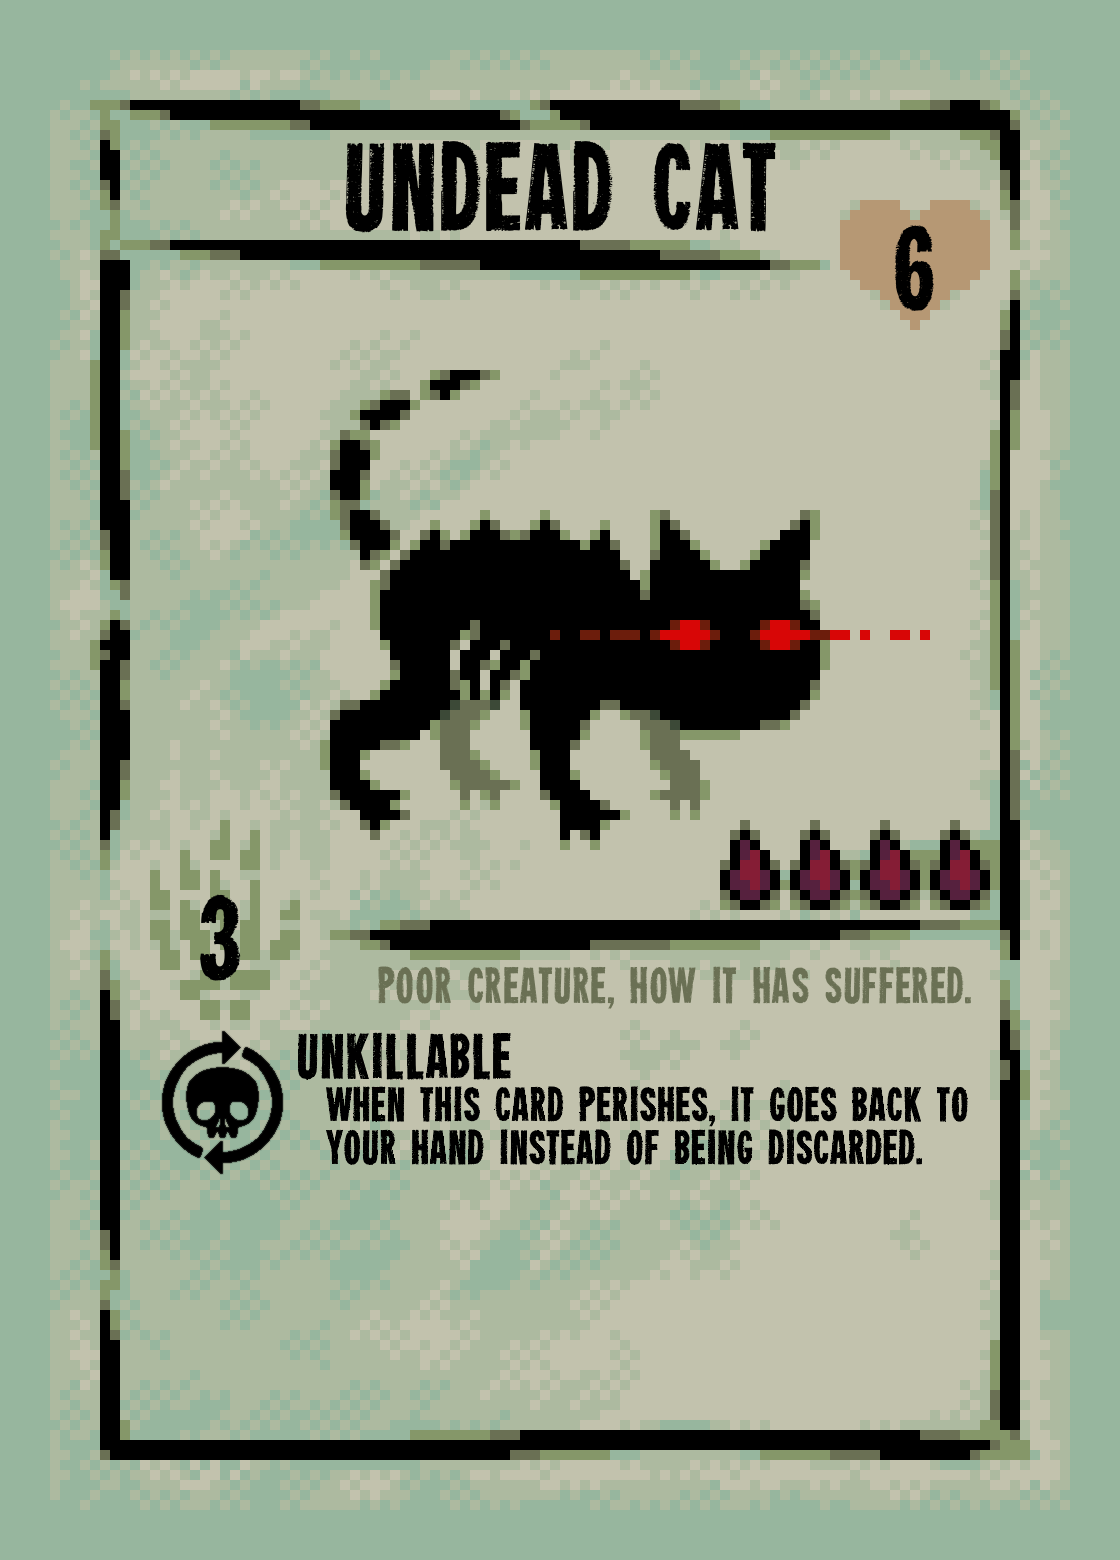 UNDEAD CAT
6
3
POOR CREATURE, HOW IT HAS SUFFERED.
UNKILLABLE
WHEN THIS CARD PERISHES, IT GOES BACK TO
YOUR HAND INSTEAD OF BEING DISCARDED.